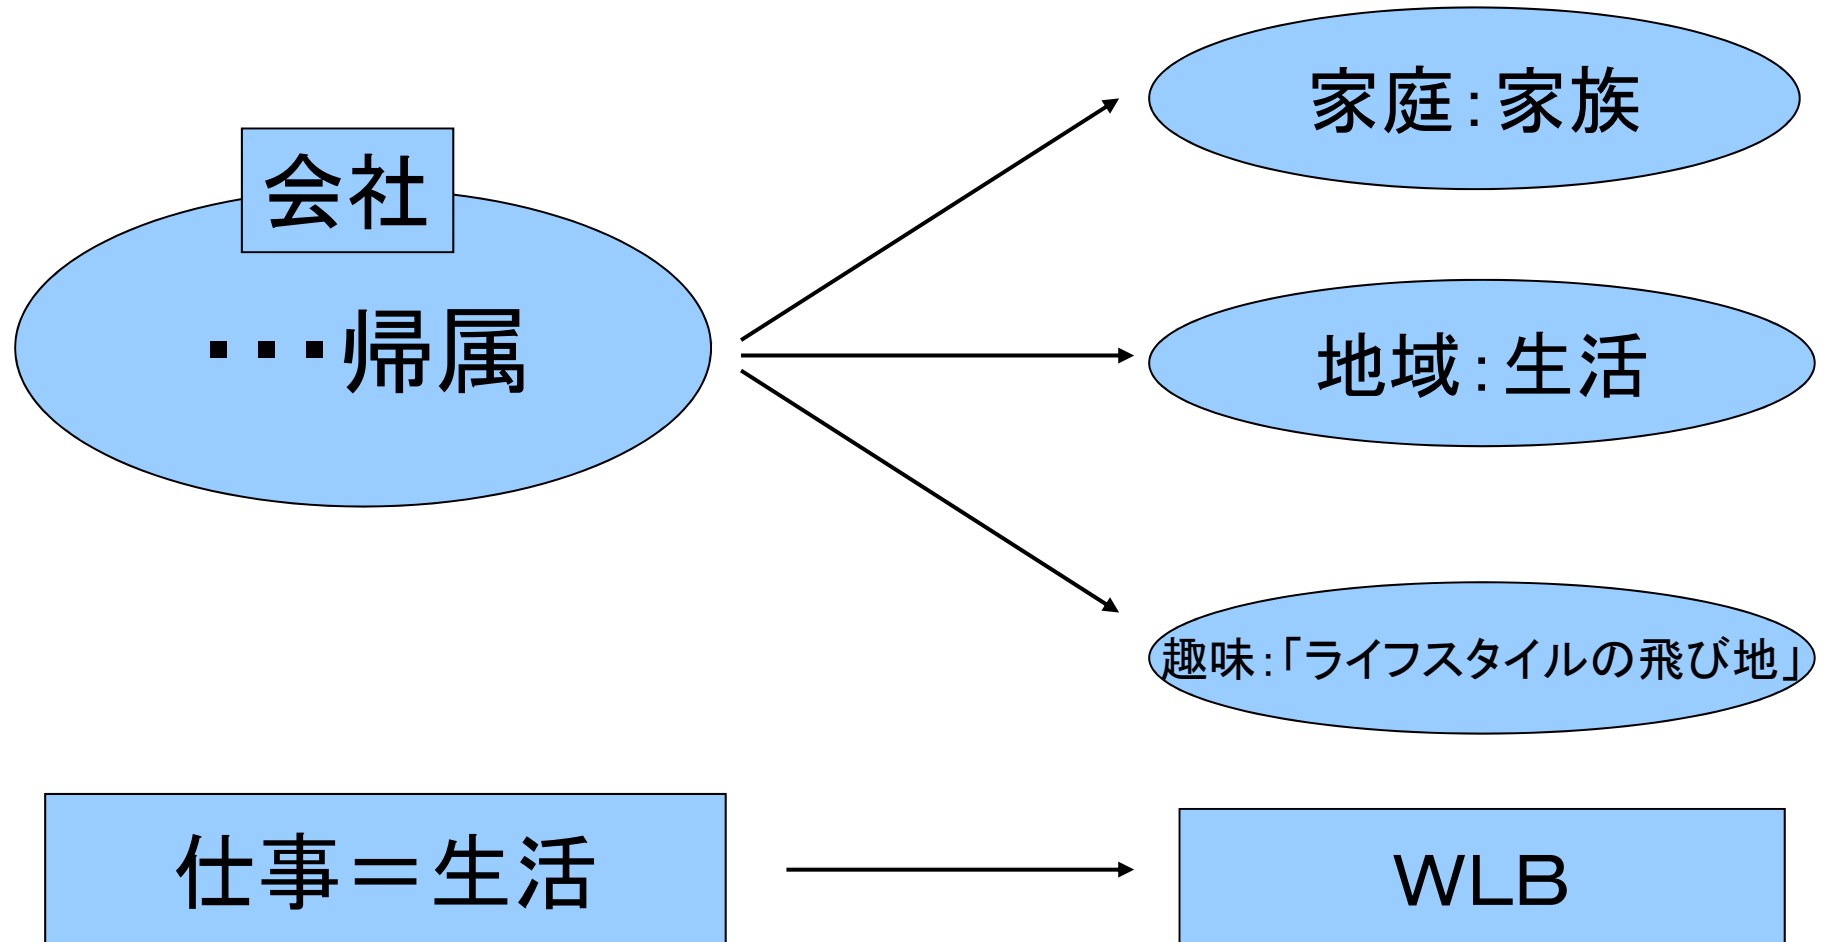 会社
・・・帰属
家庭：家族
地域：生活
趣味：「ライフスタイルの飛び地」
仕事＝生活
ＷＬＢ